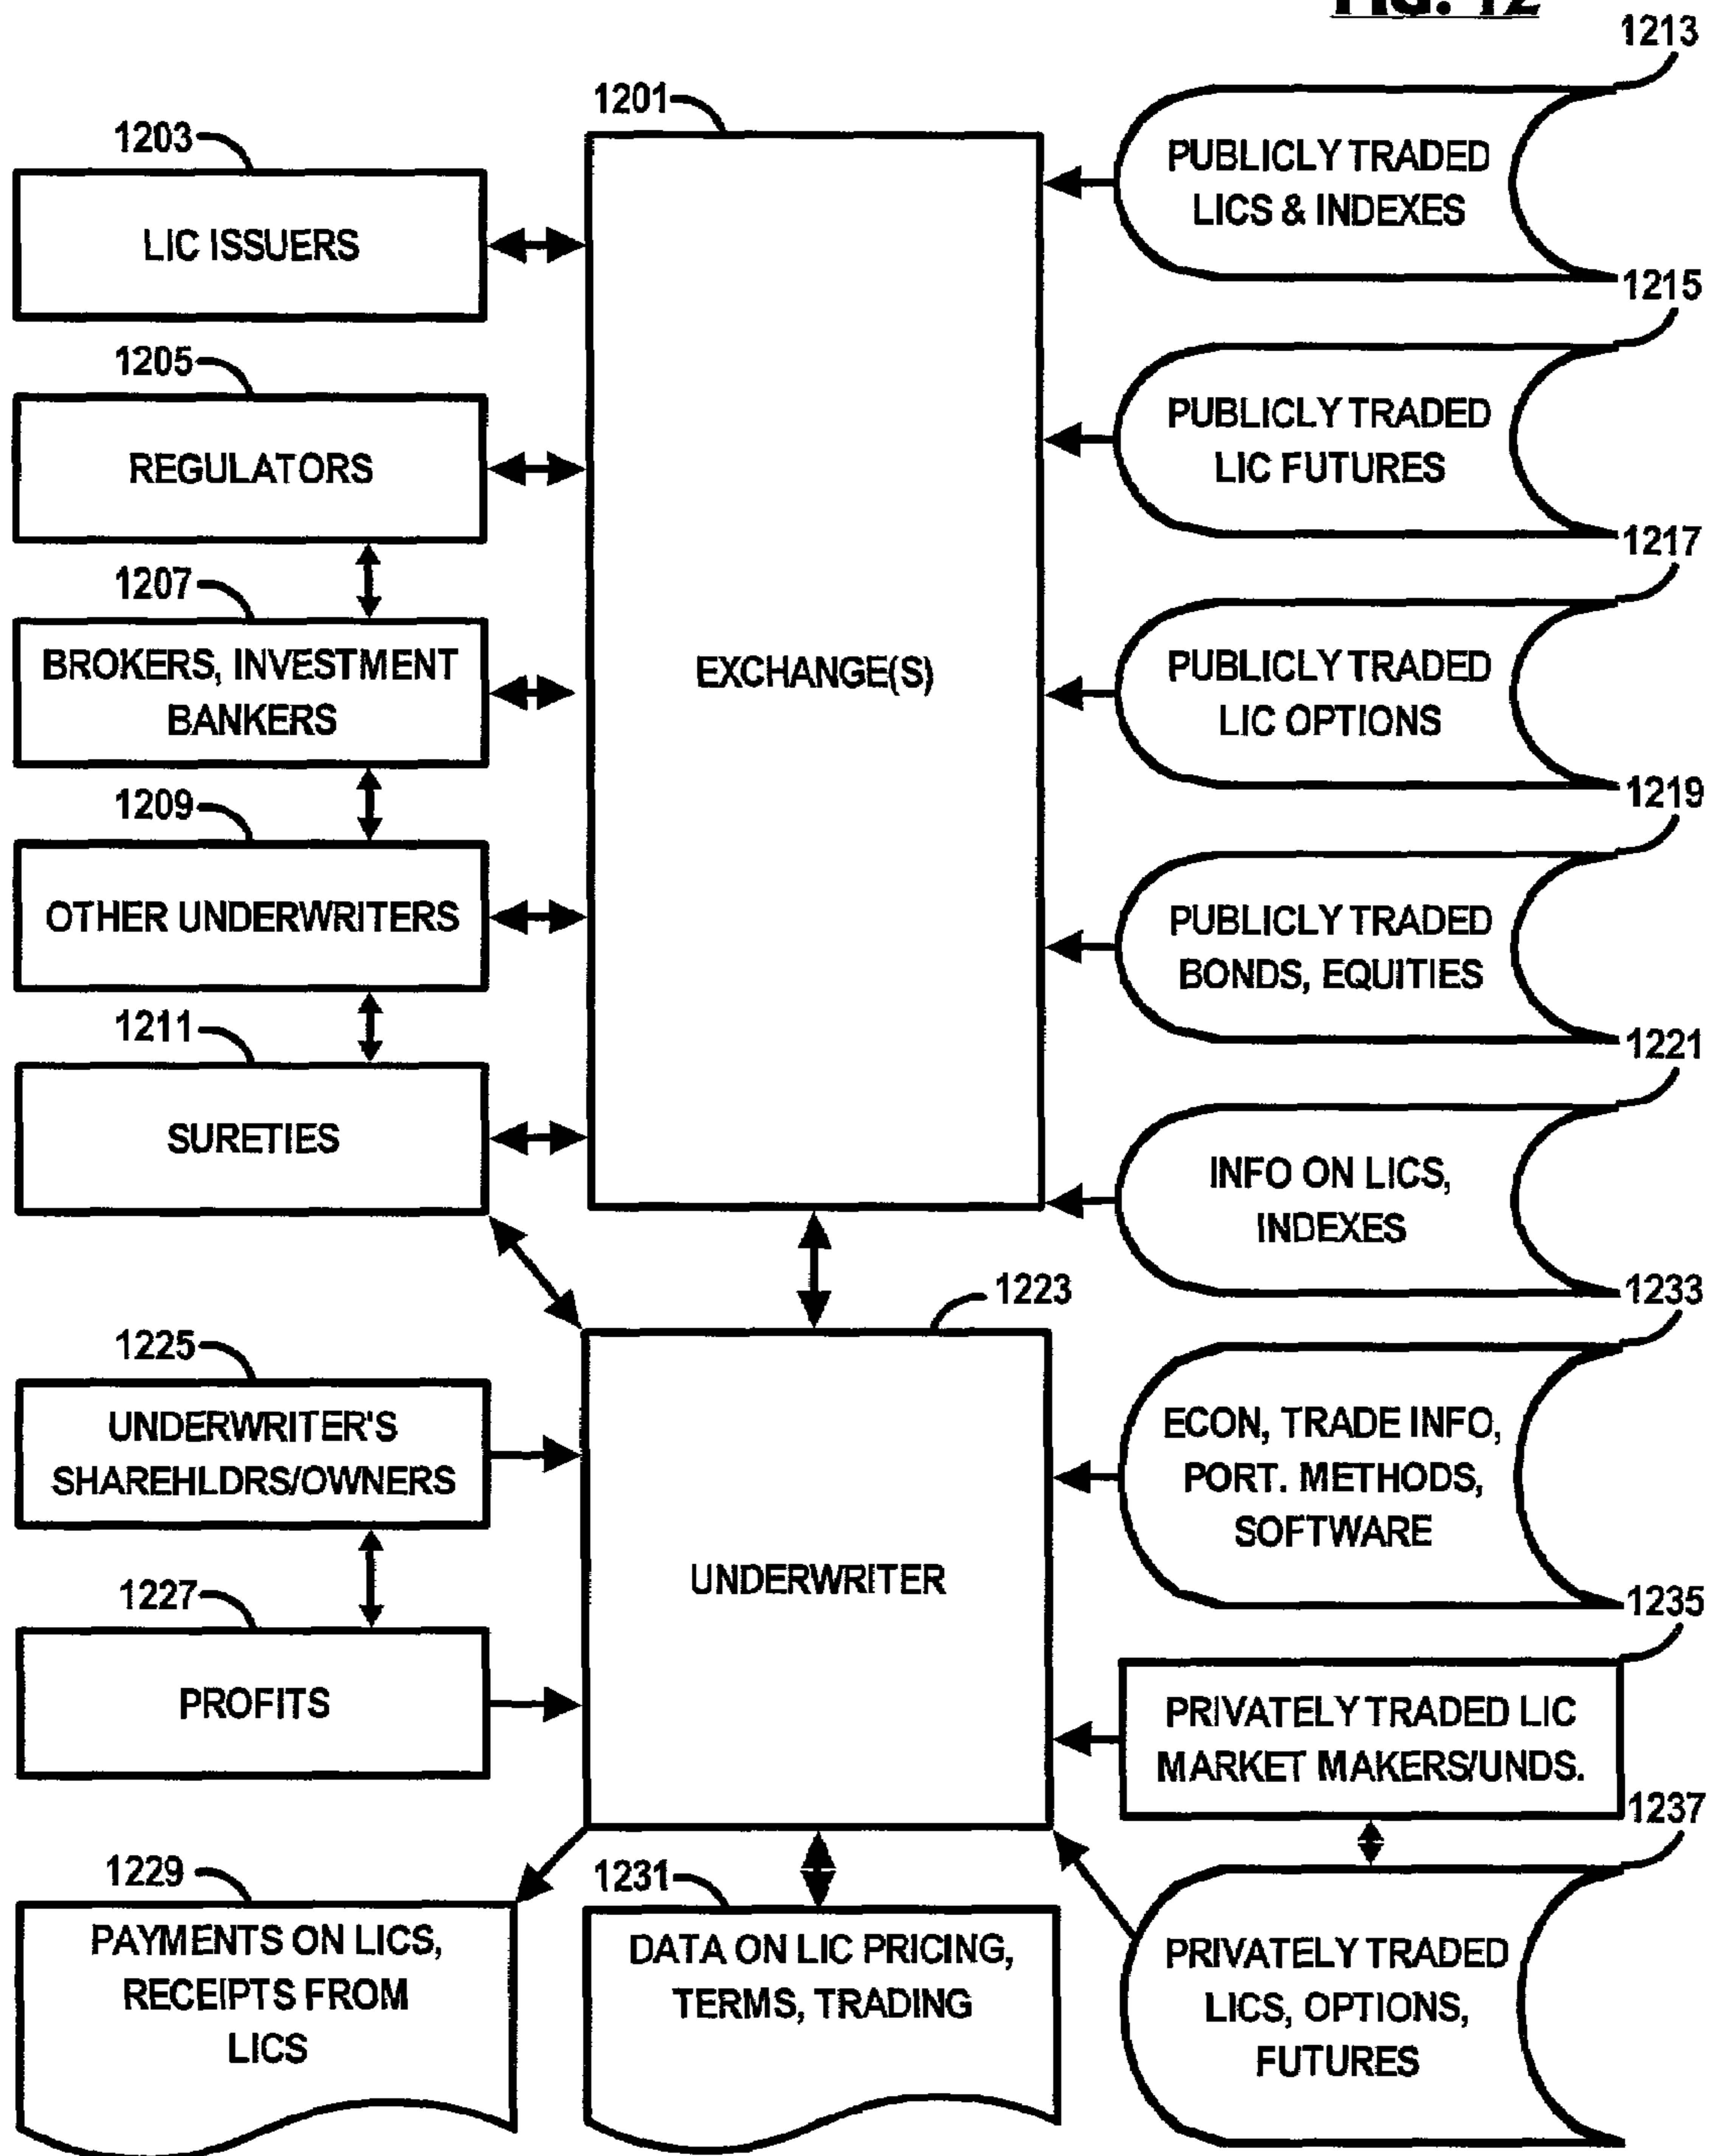 FIG. 12
1213
1201
1203
PUBLICLY TRADED
LICS & INDEXES
LIC ISSUERS
1215
1205
PUBLICLY TRADED
LIC FUTURES
REGULATORS
1217
1207
BROKERS, INVESTMENT
BANKERS
EXCHANGE(S)
PUBLICLY TRADED
LIC OPTIONS
1219
1209
OTHER UNDERWRITERS
PUBLICLY TRADED
BONDS, EQUITIES
1211
1221
SURETIES
INFO ON LICS,
INDEXES
1223
1233
1225
UNDERWRITER'S
SHAREHLDRS/OWNERS
ECON, TRADE INFO,
PORT. METHODS,
SOFTWARE
UNDERWRITER
1227
1235
PROFITS
PRIVATELY TRADED LIC
MARKET MAKERS/UNDS.
1237
1229
1231
PAYMENTS ON LICS,
RECEIPTS FROM
LICS
DATA ON LIC PRICING,
TERMS, TRADING
PRIVATELY TRADED
LICS, OPTIONS,
FUTURES